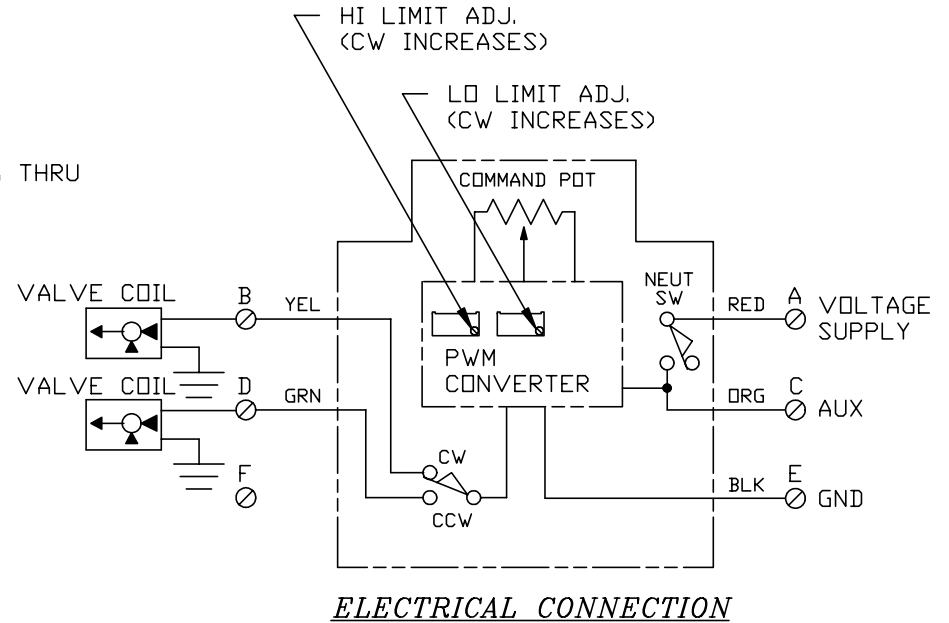 HI LIMIT ADJ.
(CW INCREASES)
LO LIMIT ADJ.
(CW INCREASES)
THRU
COMMAND POT
VALVE COIL
B
YEL
NEUT
SW
RED
A
VOLTAGE
SUPPLY
PWM
CONVERTER
VALVE COIL
D
GRN
ORG
C
AUX
F
CW
CCW
BLK
E
GND
ELECTRICAL CONNECTION